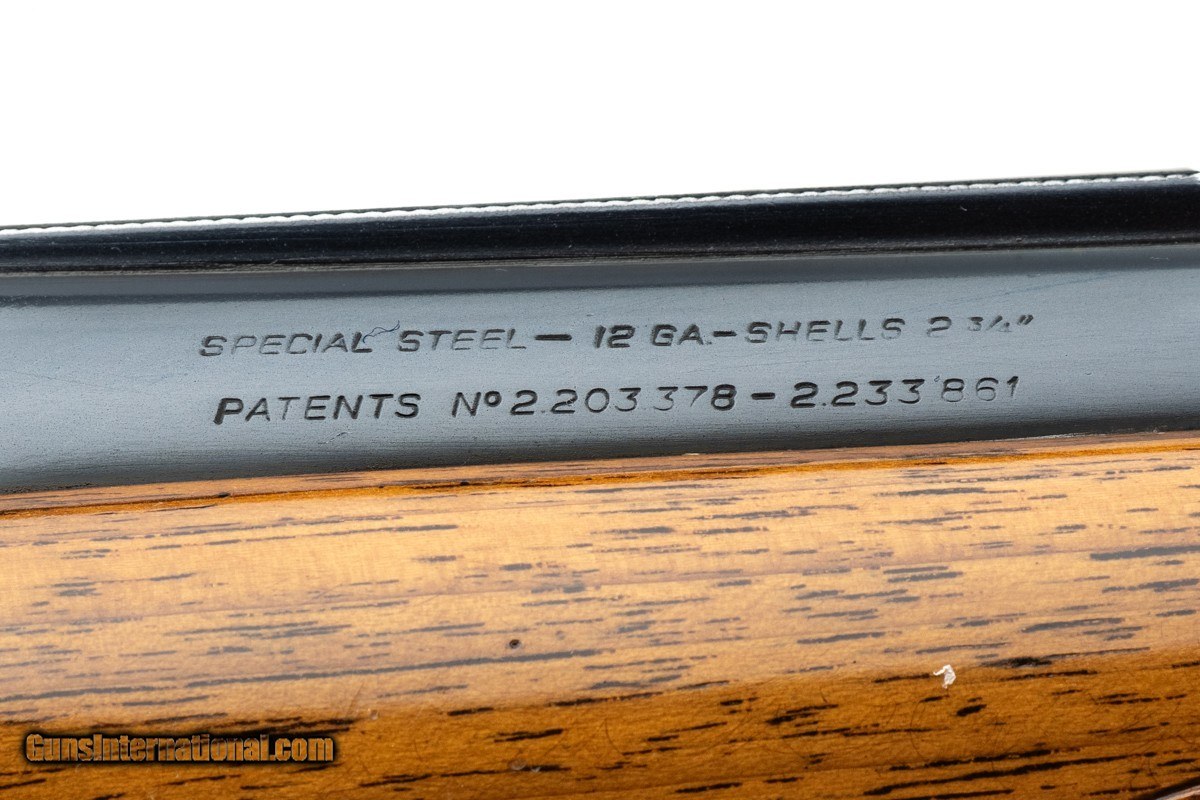 SPECIAL STEEL — 12 GA.-SHELLS 2 3/4"
PATENTS Nº 2.203 378 - 2.233'861
GunsInternational.com